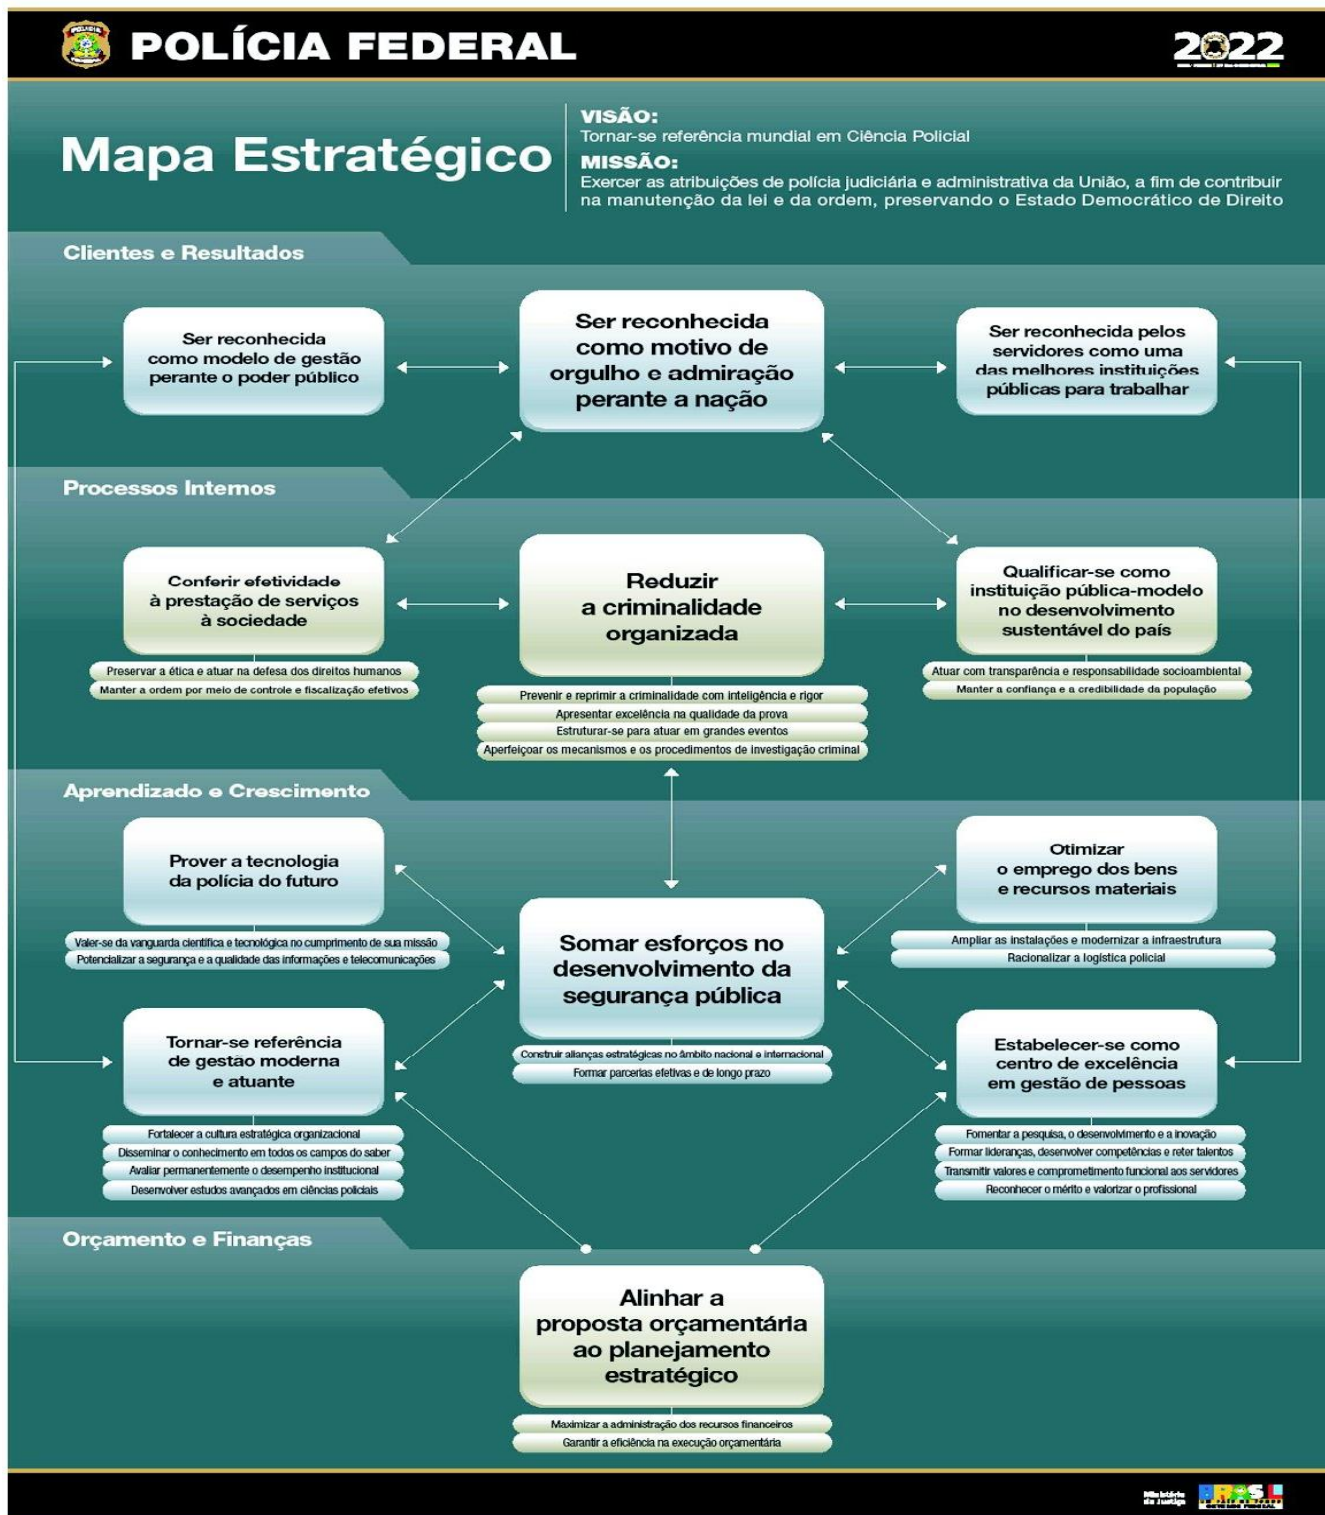 POLÍCIA FEDERAL
2022
Mapa Estratégico
VISÃO:
Tornar-se referência mundial em Ciência Policial
MISSÃO:
Exercer as atribuições de polícia judiciária e administrativa da União, a fim de contribuir
na manutenção da lei e da ordem, preservando o Estado Democrático de Direito
Clientes e Resultados
Ser reconhecida
como modelo de gestão
perante o poder público
Ser reconhecida
como motivo de
orgulho e admiração
perante a nação
Ser reconhecida pelos
servidores como uma
das melhores instituições
públicas para trabalhar
Processos Internos
Conferir efetividade
à prestação de serviços
à sociedade
Preservar a ética e atuar na defesa dos direitos humanos
Manter a ordem por meio de controle e fiscalização efetivos
Reduzir
a criminalidade
organizada
Prevenir e reprimir a criminalidade com inteligência e rigor
Apresentar excelência na qualidade da prova
Estruturar-se para atuar em grandes eventos
Aperfeiçoar os mecanismos e os procedimentos de investigação criminal
Qualificar-se como
instituição pública-modelo
no desenvolvimento
sustentável do país
Atuar com transparência e responsabilidade socioambiental
Manter a confiança e a credibilidade da população
Aprendizado e Crescimento
Prover a tecnologia
da polícia do futuro
Valer-se da vanguarda científica e tecnológica no cumprimento de sua missão
Potencializar a segurança e a qualidade das informações e telecomunicações
Otimizar
o emprego dos bens
e recursos materiais
Ampliar as instalações e modernizar a infraestrutura
Racionalizar a logística policial
Somar esforços no
desenvolvimento da
segurança pública
Construir alianças estratégicas no âmbito nacional e internacional
Formar parcerias efetivas e de longo prazo
Tornar-se referência
de gestão moderna
e atuante
Fortalecer a cultura estratégica organizacional
Disseminar o conhecimento em todos os campos do saber
Avaliar permanentemente o desempenho institucional
Desenvolver estudos avançados em ciências policiais
Estabelecer-se como
centro de excelência
em gestão de pessoas
Fomentar a pesquisa, o desenvolvimento e a inovação
Formar lideranças, desenvolver competências e reter talentos
Transmitir valores e comprometimento funcional aos servidores
Reconhecer o mérito e valorizar o profissional
Orçamento e Finanças
Alinhar a
proposta orçamentária
ao planejamento
estratégico
Maximizar a administração dos recursos financeiros
Garantir a eficiência na execução orçamentária
Ministério
da Justiça
BRASIL
UM PAÍS DE TODOS
GOVERNO FEDERAL